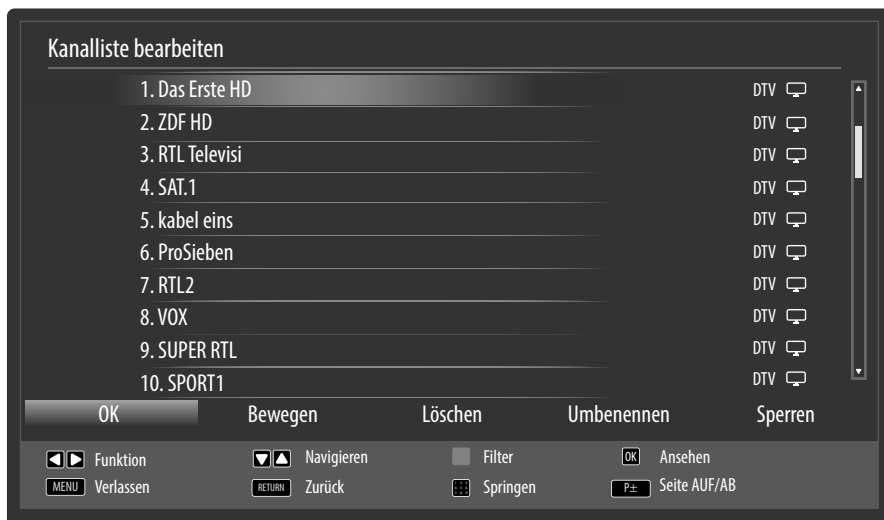 Kanalliste bearbeiten
1. Das Erste HD DTV
2. ZDF HD DTV
3. RTL Televisi DTV
4. SAT.1 DTV
5. kabel eins DTV
6. ProSieben DTV
7. RTL2 DTV
8. VOX DTV
9. SUPER RTL DTV
10. SPORT1 DTV
OK Bewegen Löschen Umbenennen Sperren
Funktion Navigieren Filter OK Ansehen
MENU Verlassen RETURN Zurück Springen P± Seite AUF/AB